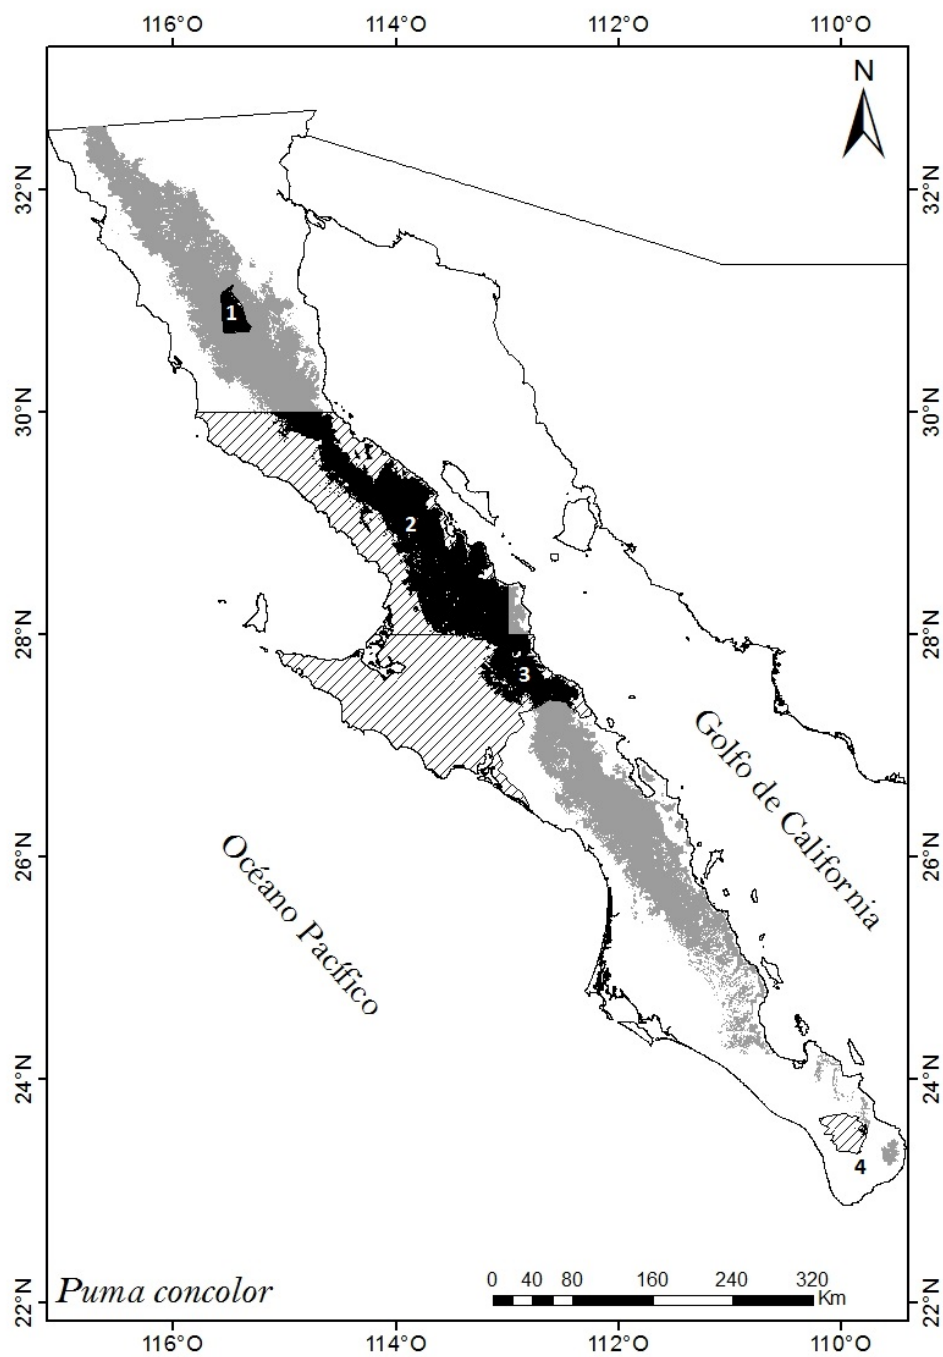 116°O 114°O 112°O 110°O
N
32°N 32°N
1
30°N 30°N
2
28°N 28°N
3
Golfo de California
26°N 26°N
Océano Pacífico
24°N 24°N
4
0 40 80 160 240 320
Km
Puma concolor
22°N 22°N
116°O 114°O 112°O 110°O